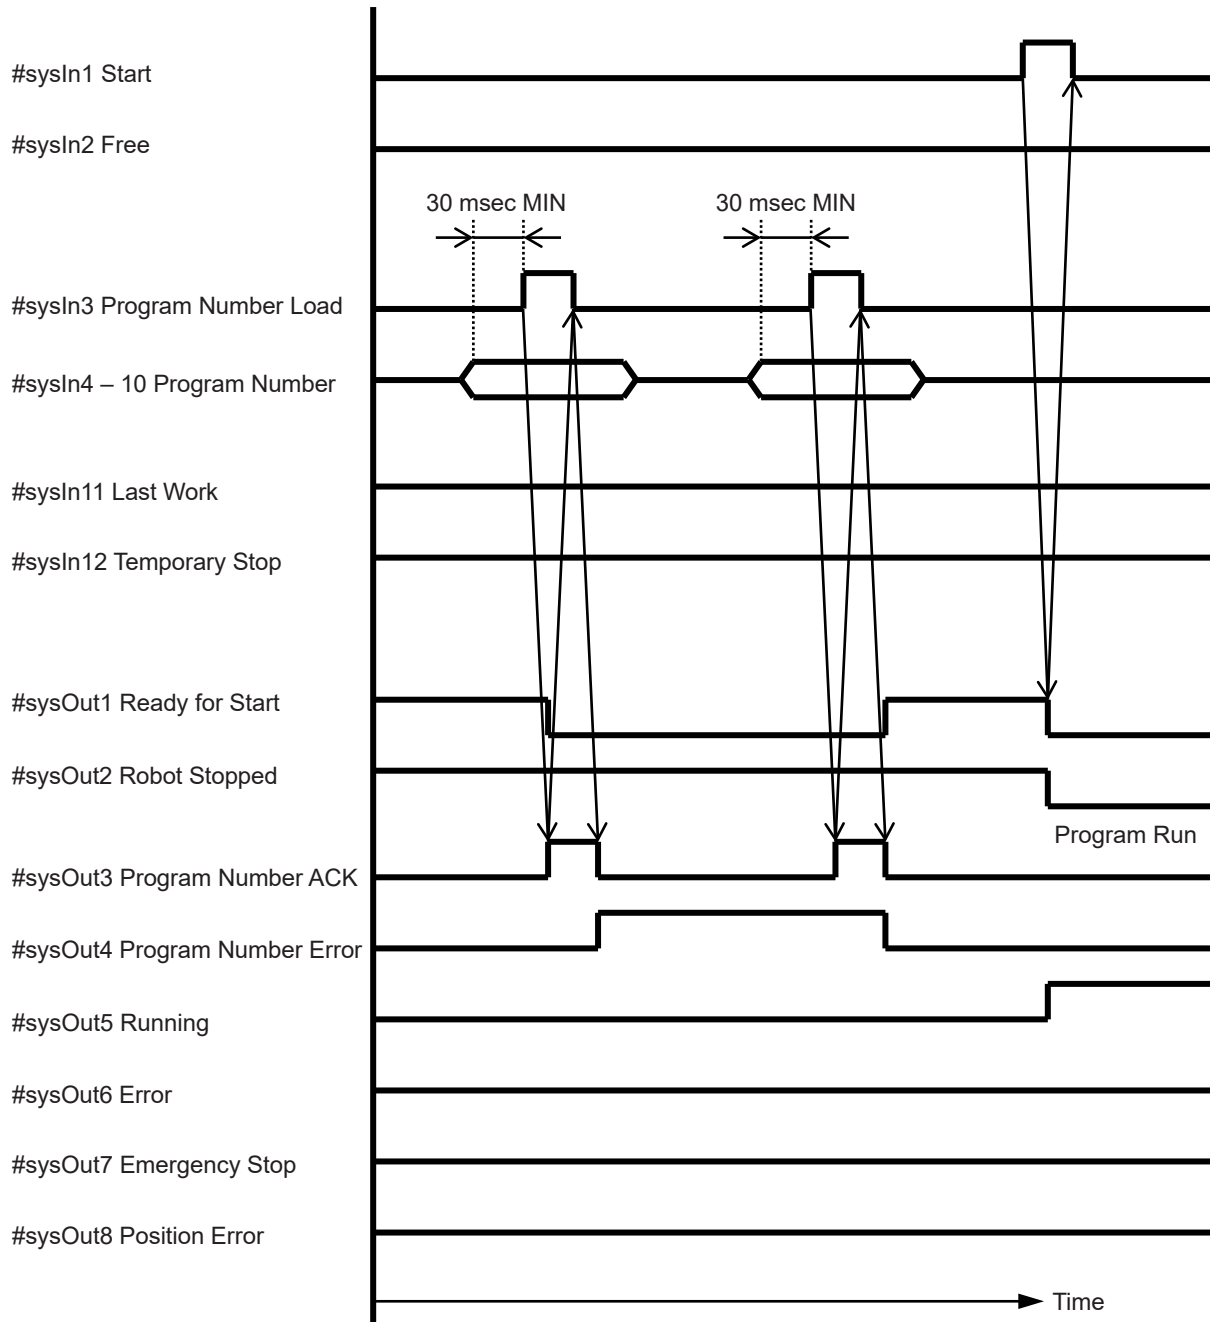 #sysIn1 Start
#sysIn2 Free
30 msec MIN
30 msec MIN
#sysIn3 Program Number Load
#sysIn4 – 10 Program Number
#sysIn11 Last Work
#sysIn12 Temporary Stop
#sysOut1 Ready for Start
#sysOut2 Robot Stopped
Program Run
#sysOut3 Program Number ACK
#sysOut4 Program Number Error
#sysOut5 Running
#sysOut6 Error
#sysOut7 Emergency Stop
#sysOut8 Position Error
Time